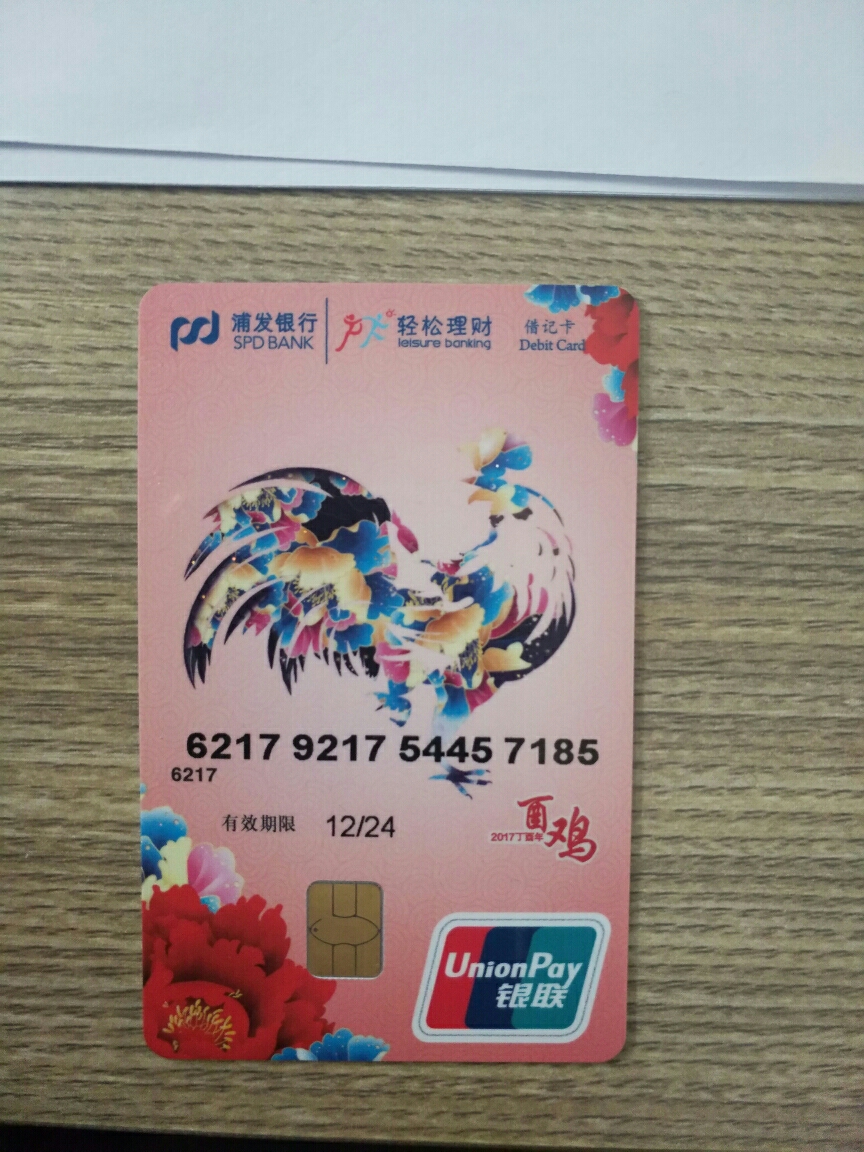 浦发银行
SPD BANK
轻松理财
leisure banking
借记卡
Debit Card
6217 9217 5445 7185
6217
有效期限 12/24
酉鸡
2017丁酉年
UnionPay
银联